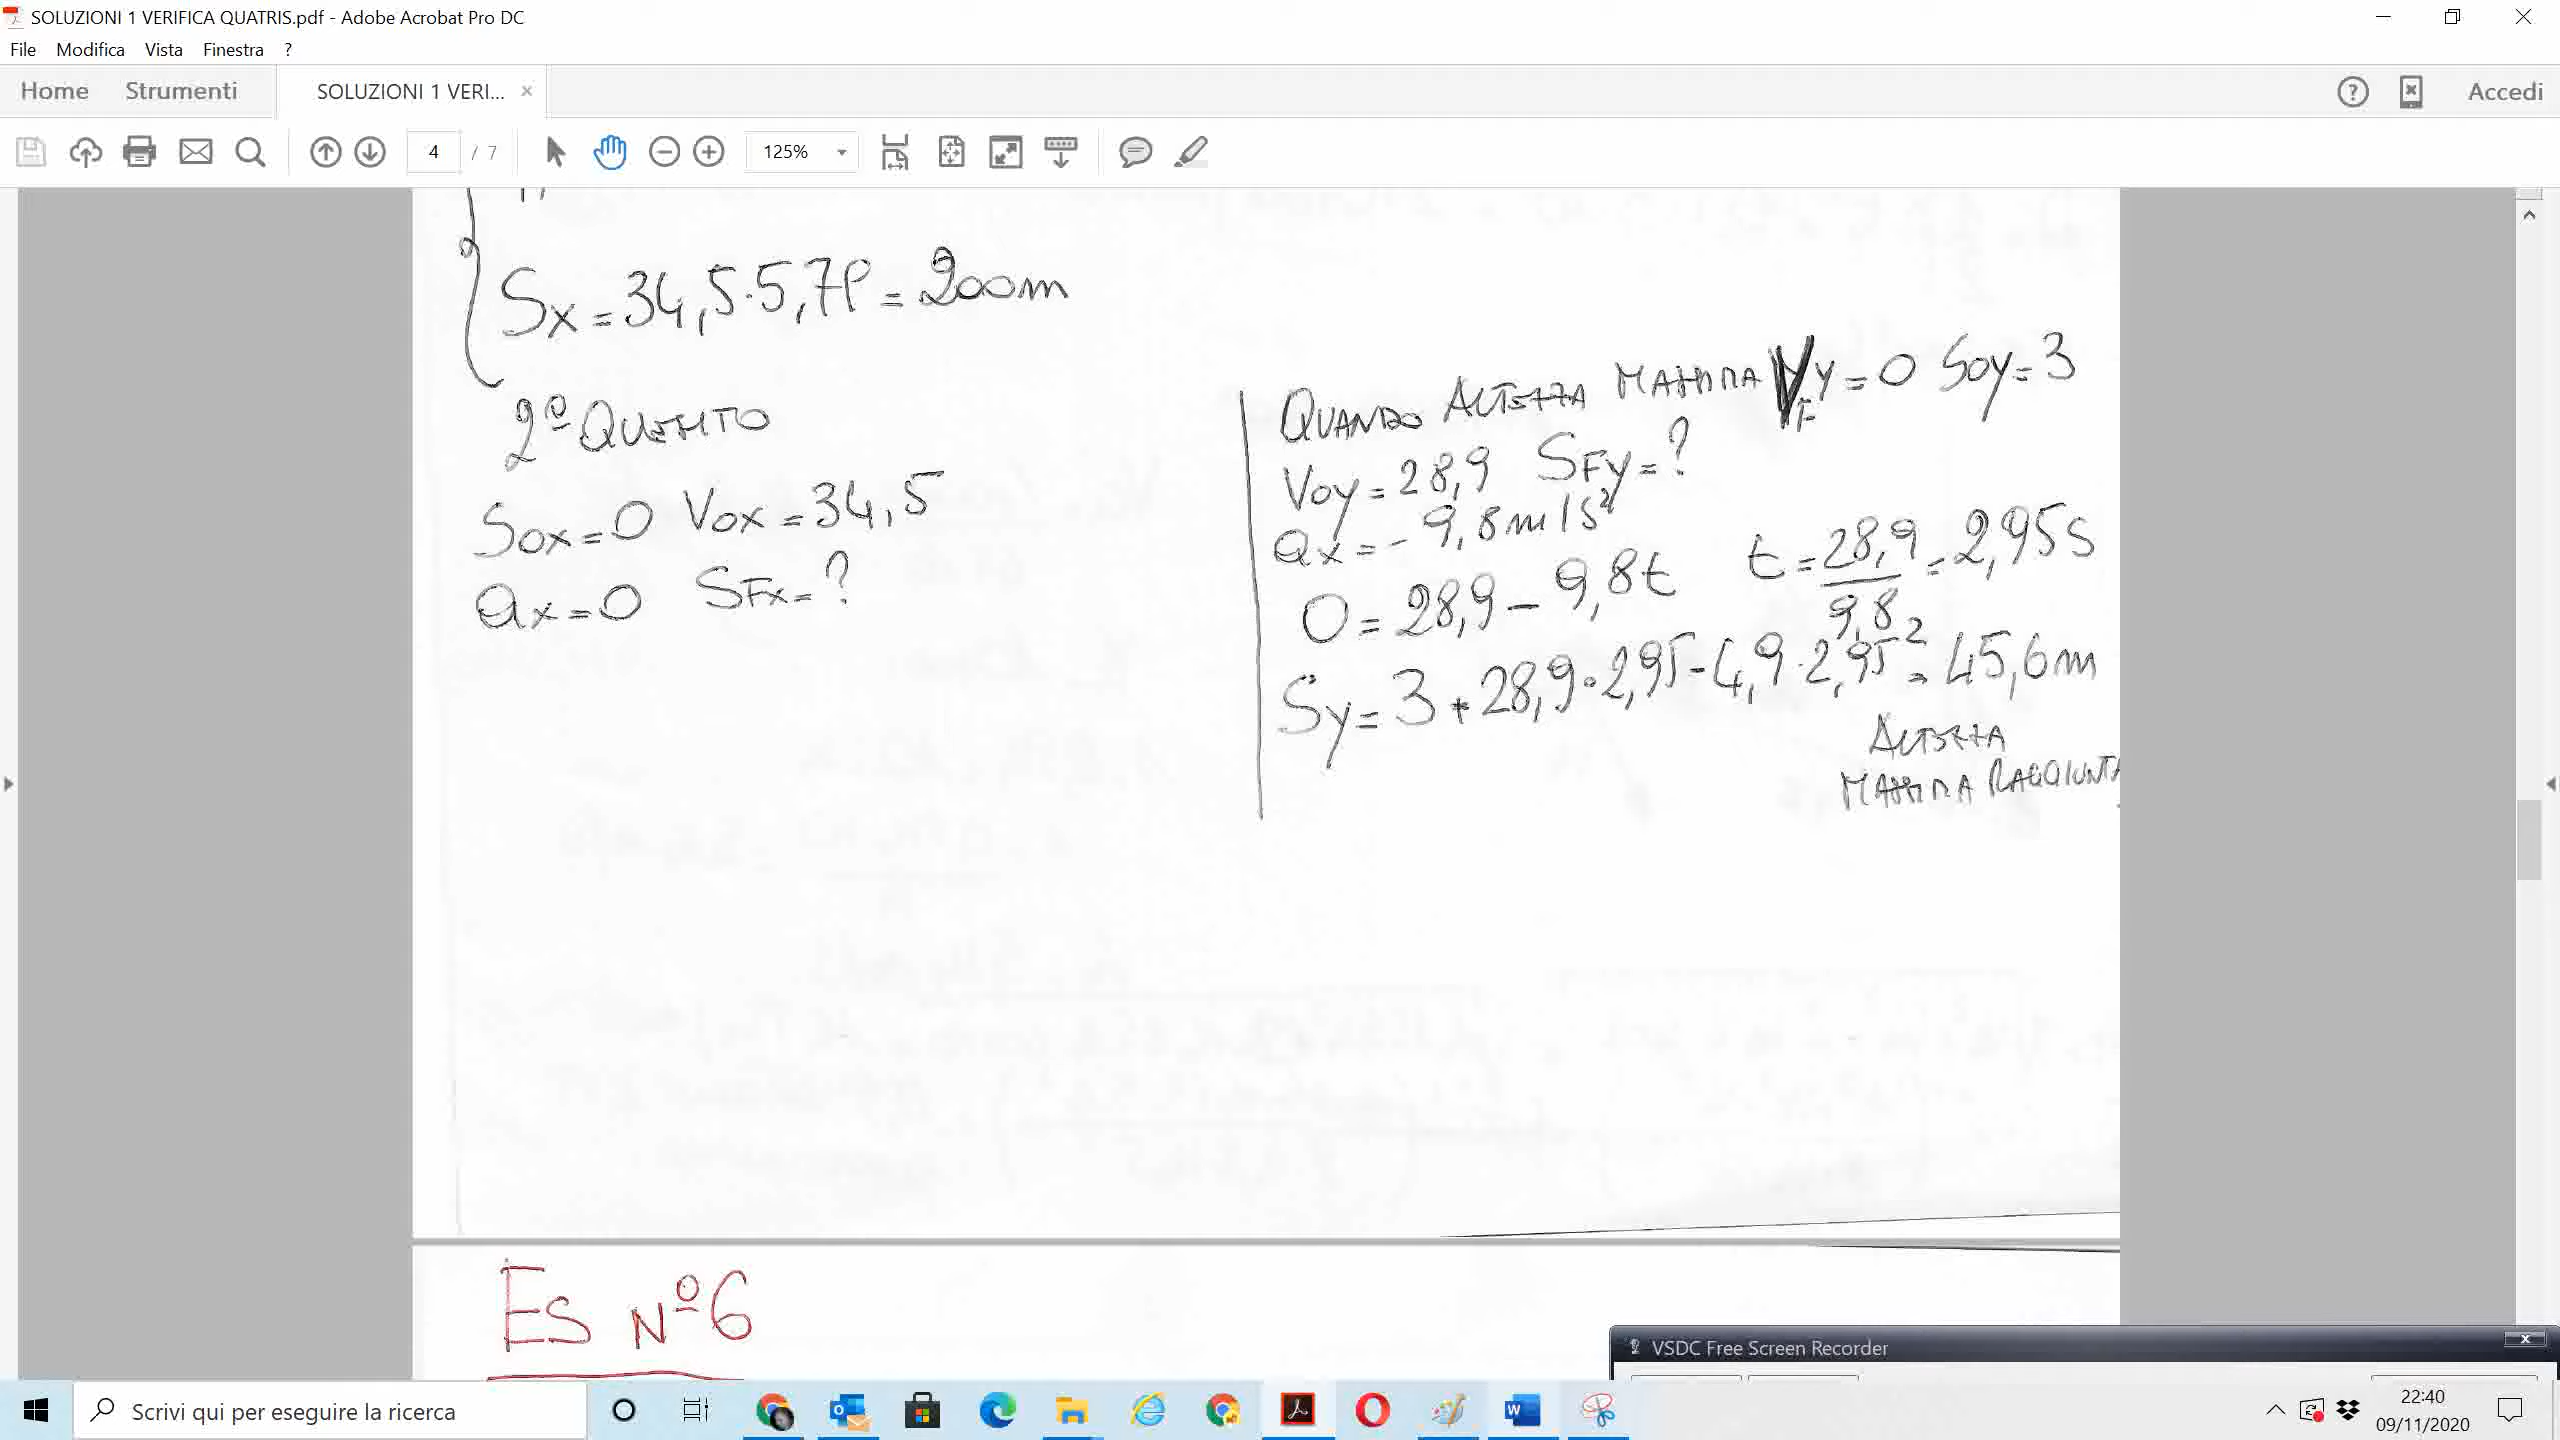 SOLUZIONI 1 VERIFICA QUATRIS.pdf - Adobe Acrobat Pro DC
File Modifica Vista Finestra ?
Home Strumenti SOLUZIONI 1 VERI... × Accedi
4 / 7 125%
Sx = 34,5·5,78 = 200m
2º QUESITO
Sox = 0 Vox = 34,5
ax = 0 SFx = ?
QUANDO ALTEZZA MASSIMA VFy = 0 Soy = 3
Voy = 28,9 SFy = ?
ax = - 9,8 m/s²
0 = 28,9 - 9,8t t = 28,9/9,8 = 2,95 s
Sy = 3 + 28,9·2,95 - 4,9·2,95² = 45,6m
ALTEZZA
MASSIMA RAGGIUNTA
ES Nº6
VSDC Free Screen Recorder
Scrivi qui per eseguire la ricerca
22:40
09/11/2020